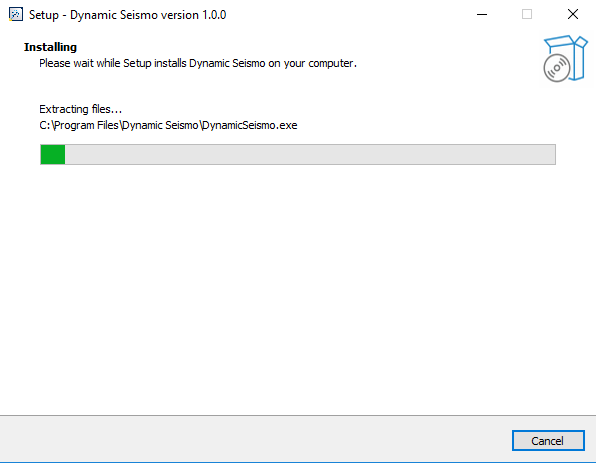 Setup - Dynamic Seismo version 1.0.0
Installing
Please wait while Setup installs Dynamic Seismo on your computer.
Extracting files...
C:\Program Files\Dynamic Seismo\DynamicSeismo.exe
Cancel